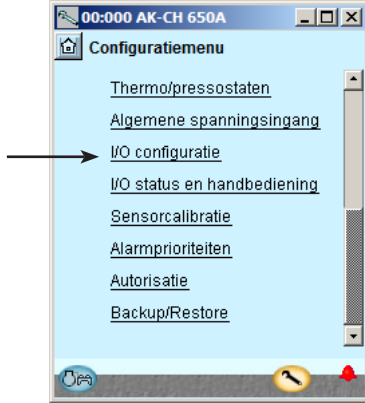 00:000 AK-CH 650A
Configuratiemenu
Thermo/pressostaten
Algemene spanningsingang
I/O configuratie
I/O status en handbediening
Sensorcalibratie
Alarmprioriteiten
Autorisatie
Backup/Restore